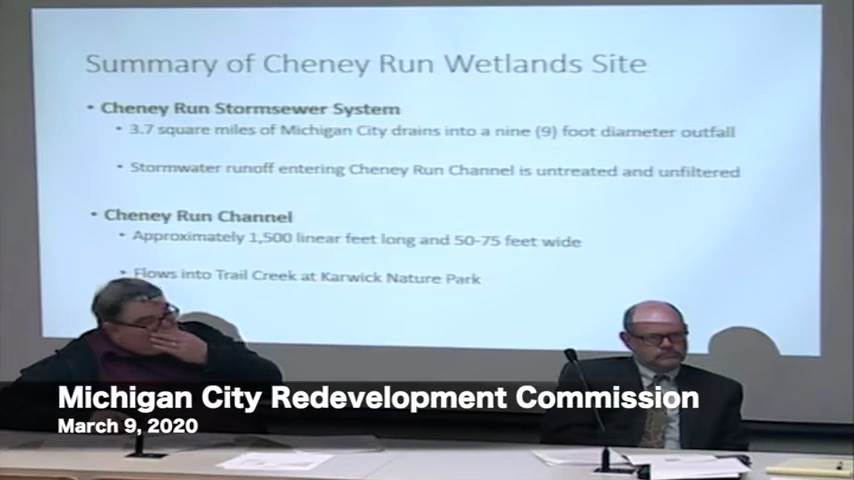 Summary of Cheney Run Wetlands Site
• Cheney Run Stormsewer System
• 3.7 square miles of Michigan City drains into a nine (9) foot diameter outfall
• Stormwater runoff entering Cheney Run Channel is untreated and unfiltered
• Cheney Run Channel
• Approximately 1,500 linear feet long and 50-75 feet wide
• Flows into Trail Creek at Karwick Nature Park
Michigan City Redevelopment Commission
March 9, 2020